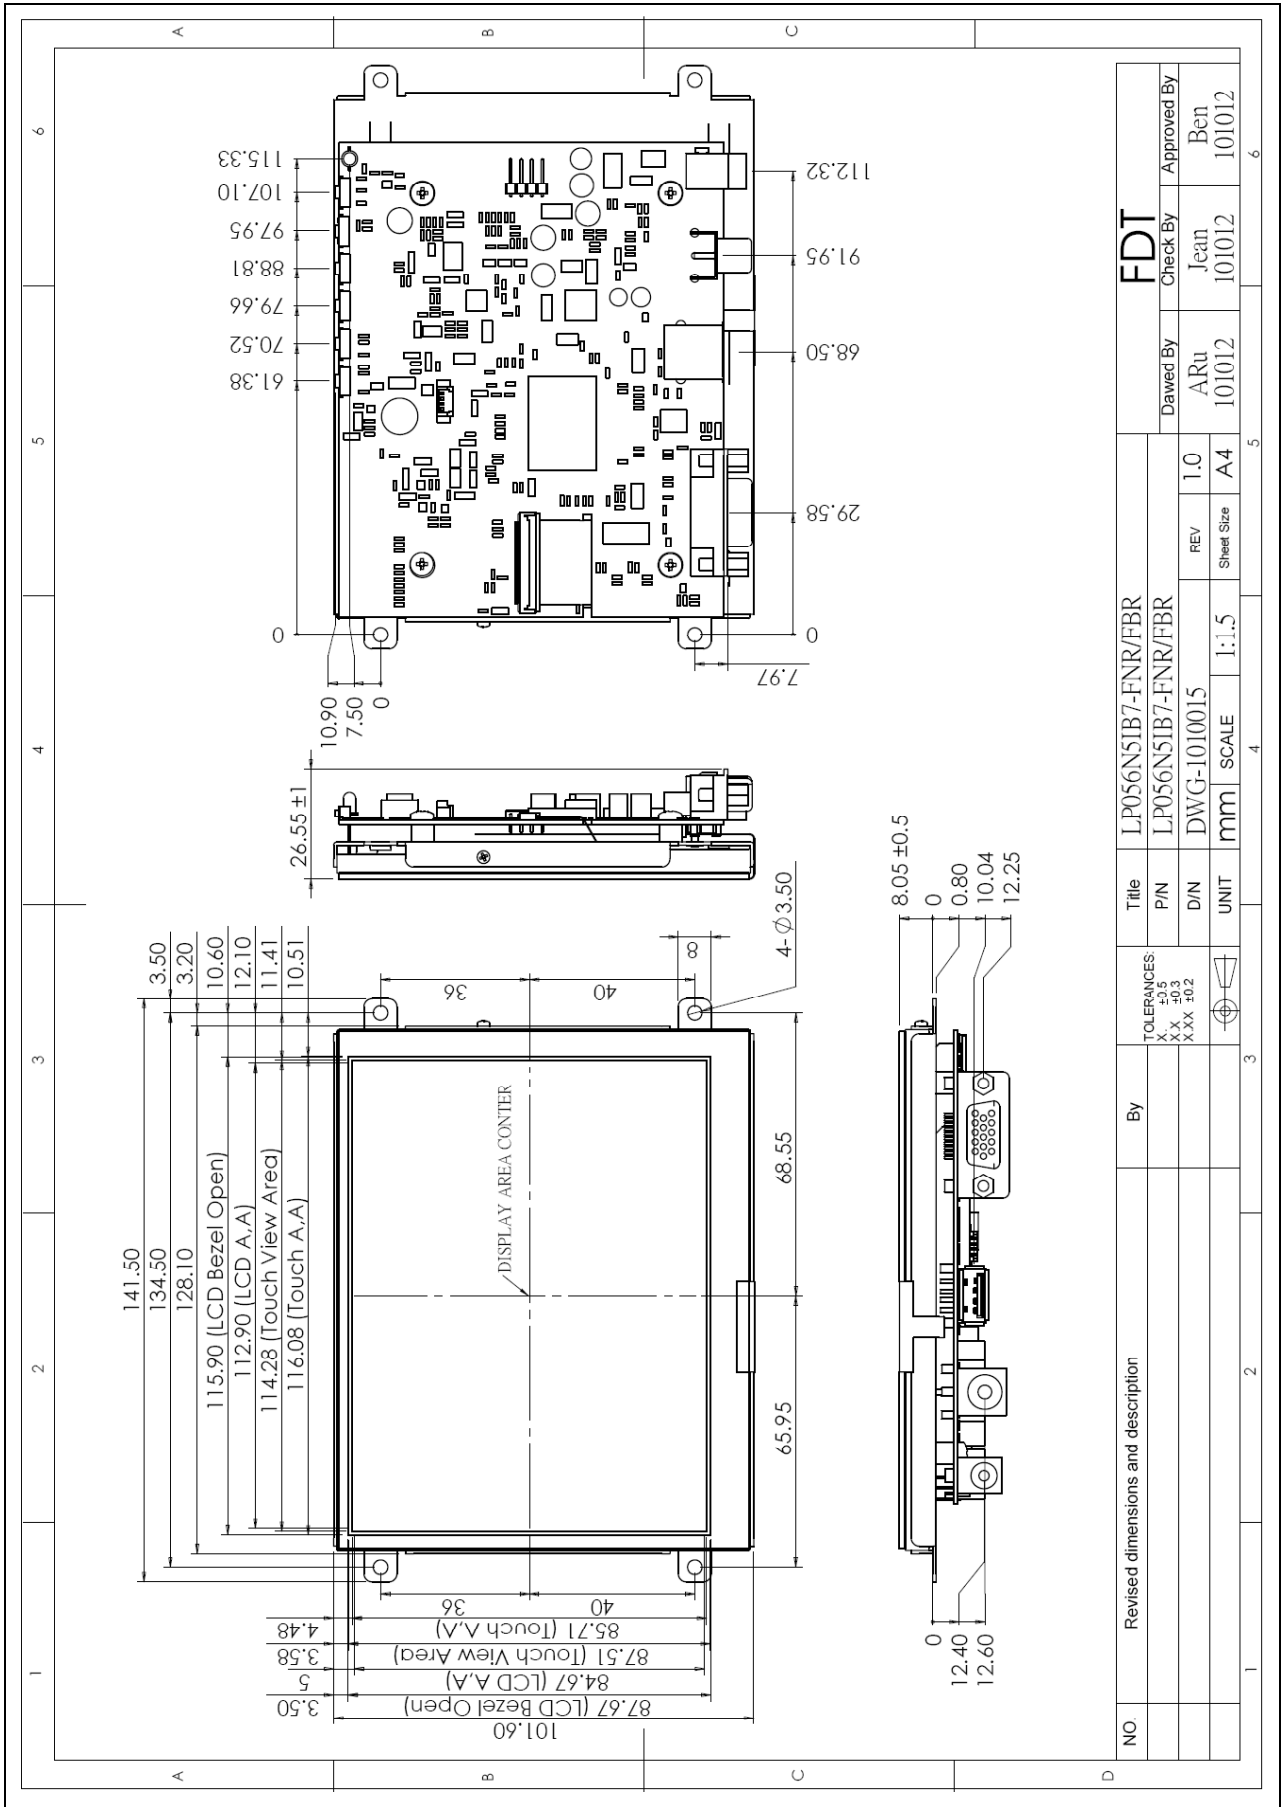 A
B
C
6
5
4
3
2
1
115.33
107.10
97.95
88.81
79.66
70.52
61.38
0
10.90
7.50
0
112.32
91.95
68.50
29.58
0
7.97
26.55 ±1
3.50
3.20
10.60
12.10
11.41
10.51
141.50
134.50
128.10
115.90 (LCD Bezel Open)
112.90 (LCD A,A)
114.28 (Touch View Area)
116.08 (Touch A,A)
36
40
8
4-Ø3.50
DISPLAY AREA CONTER
68.55
65.95
36
40
4.48
85.71 (Touch A,A)
3.58
87.51 (Touch View Area)
5
84.67 (LCD A,A)
3.50
87.67 (LCD Bezel Open)
101.60
8.05 ±0.5
0
0.80
10.04
12.25
0
12.40
12.60
NO.
Revised dimensions and description
By
TOLERANCES:
X. ±0.5
X.X ±0.3
X.XX ±0.2
Title
LP056N5IB7-FNR/FBR
P/N
LP056N5IB7-FNR/FBR
D/N
DWG-1010015
REV
1.0
UNIT
mm
SCALE
1:1.5
Sheet Size
A4
FDT
Dawed By
Check By
Approved By
ARu
Jean
Ben
101012
101012
101012
6
5
4
3
2
1
A
B
C
D